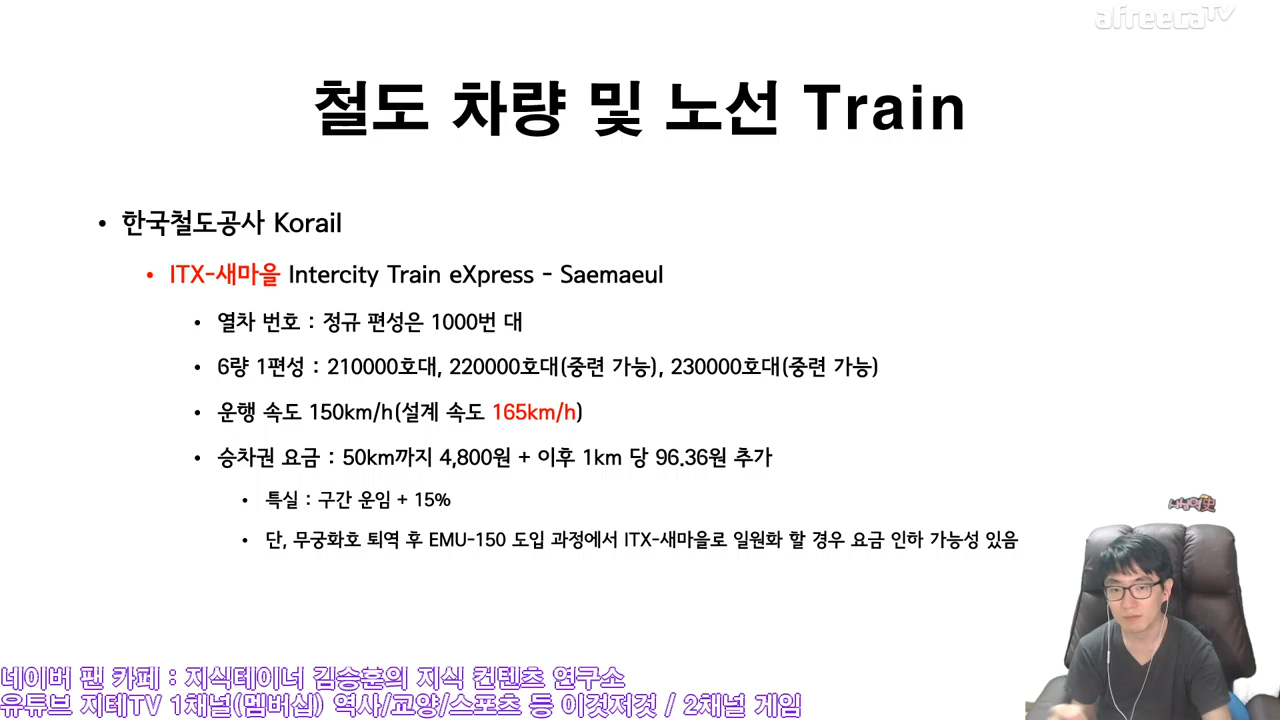 afreecaTV
철도 차량 및 노선 Train
• 한국철도공사 Korail
• ITX-새마을 Intercity Train eXpress - Saemaeul
• 열차 번호 : 정규 편성은 1000번 대
• 6량 1편성 : 210000호대, 220000호대(중련 가능), 230000호대(중련 가능)
• 운행 속도 150km/h(설계 속도 165km/h)
• 승차권 요금 : 50km까지 4,800원 + 이후 1km 당 96.36원 추가
• 특실 : 구간 운임 + 15%
• 단, 무궁화호 퇴역 후 EMU-150 도입 과정에서 ITX-새마을로 일원화 할 경우 요금 인하 가능성 있음
네이버 팬 카페 : 지식테이너 김승훈의 지식 컨텐츠 연구소
유튜브 지테TV 1채널(멤버십) 역사/교양/스포츠 등 이것저것 / 2채널 게임